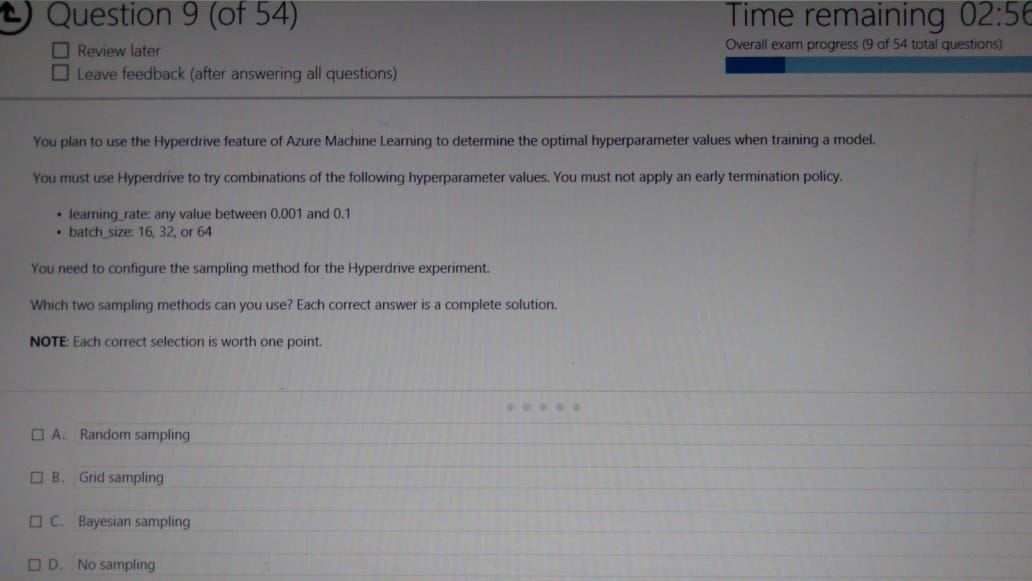 Question 9 (of 54)
Time remaining 02:56
Review later
Overall exam progress (9 of 54 total questions)
Leave feedback (after answering all questions)
You plan to use the Hyperdrive feature of Azure Machine Learning to determine the optimal hyperparameter values when training a model.
You must use Hyperdrive to try combinations of the following hyperparameter values. You must not apply an early termination policy.
• learning_rate: any value between 0.001 and 0.1
• batch_size: 16, 32, or 64
You need to configure the sampling method for the Hyperdrive experiment.
Which two sampling methods can you use? Each correct answer is a complete solution.
NOTE: Each correct selection is worth one point.
A. Random sampling
B. Grid sampling
C. Bayesian sampling
D. No sampling